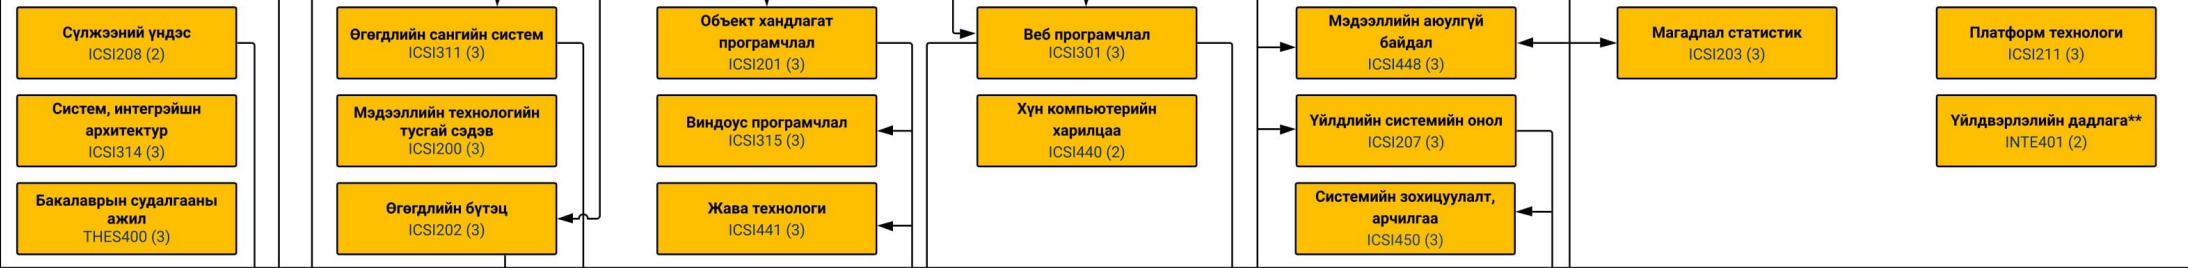 Сүлжээний үндэс
ICSI208 (2)
Өгөгдлийн сангийн систем
ICSI311 (3)
Объект хандлагат
програмчлал
ICSI201 (3)
Веб програмчлал
ICSI301 (3)
Мэдээллийн аюулгүй
байдал
ICSI448 (3)
Магадлал статистик
ICSI203 (3)
Платформ технологи
ICSI211 (3)
Систем, интегрэйшн
архитектур
ICSI314 (3)
Мэдээллийн технологийн
тусгай сэдэв
ICSI200 (3)
Виндоус програмчлал
ICSI315 (3)
Хүн компьютерийн
харилцаа
ICSI440 (2)
Үйлдлийн системийн онол
ICSI207 (3)
Үйлдвэрлэлийн дадлага**
INTE401 (2)
Бакалаврын судалгааны
ажил
THES400 (3)
Өгөгдлийн бүтэц
ICSI202 (3)
Жава технологи
ICSI441 (3)
Системийн зохицуулалт,
арчилгаа
ICSI450 (3)